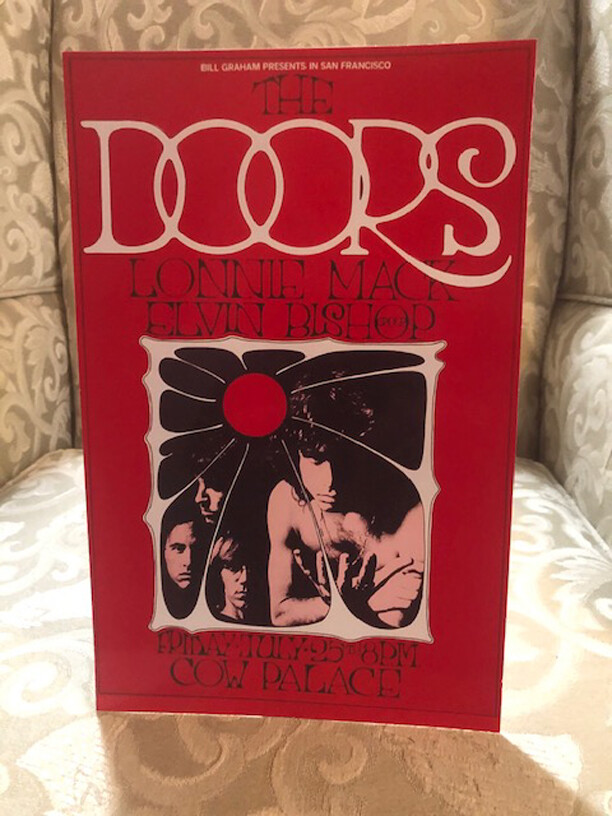 BILL GRAHAM PRESENTS IN SAN FRANCISCO
THE
DOORS
LONNIE MACK
ELVIN BISHOP
FRIDAY·JULY·25TH 8PM
COW PALACE